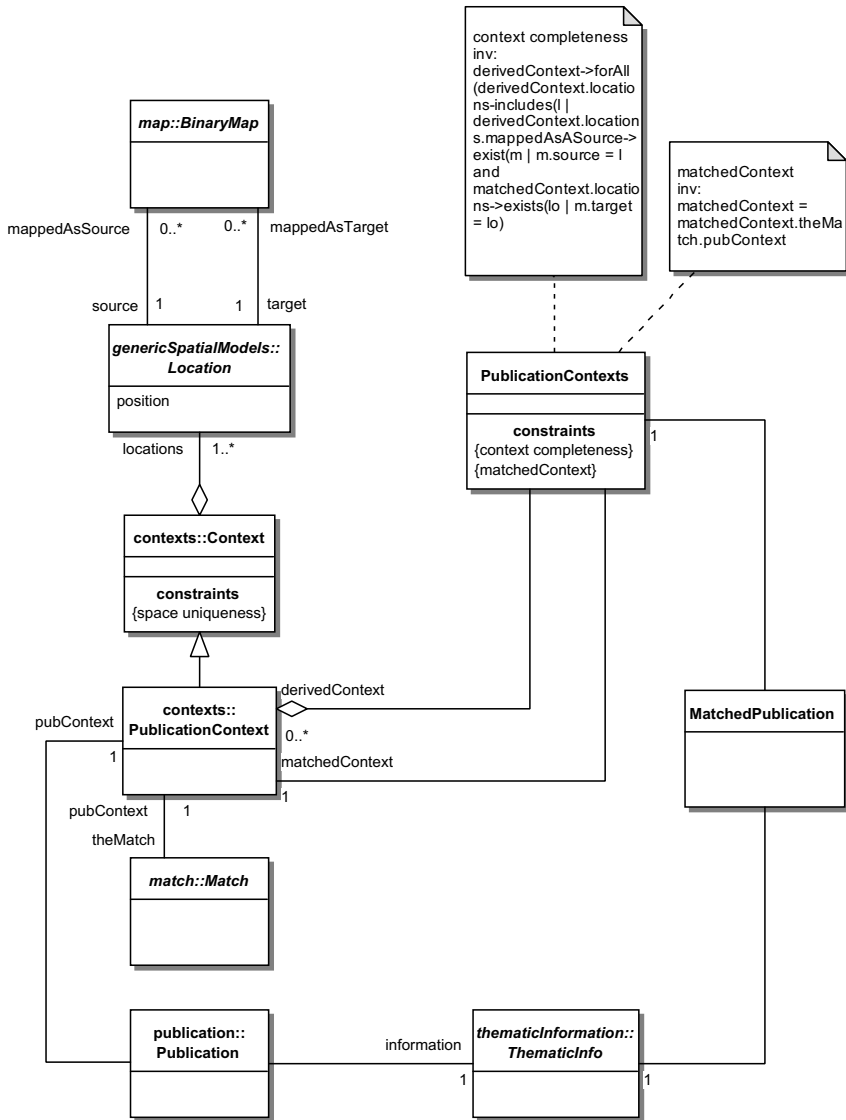 context completeness
inv:
derivedContext->forAll
(derivedContext.locatio
ns-includes(l |
derivedContext.location
s.mappedAsASource->
exist(m | m.source = l
and
matchedContext.locatio
ns->exists(lo | m.target
= lo)
matchedContext
inv:
matchedContext =
matchedContext.theMa
tch.pubContext
map::BinaryMap
mappedAsSource
0..*
0..*
mappedAsTarget
source
1
1
target
genericSpatialModels::
Location
position
locations
1..*
PublicationContexts
constraints
{context completeness}
{matchedContext}
1
contexts::Context
constraints
{space uniqueness}
contexts::
PublicationContext
derivedContext
0..*
matchedContext
1
pubContext
1
pubContext
1
theMatch
MatchedPublication
match::Match
publication::
Publication
information
1
thematicInformation::
ThematicInfo
1